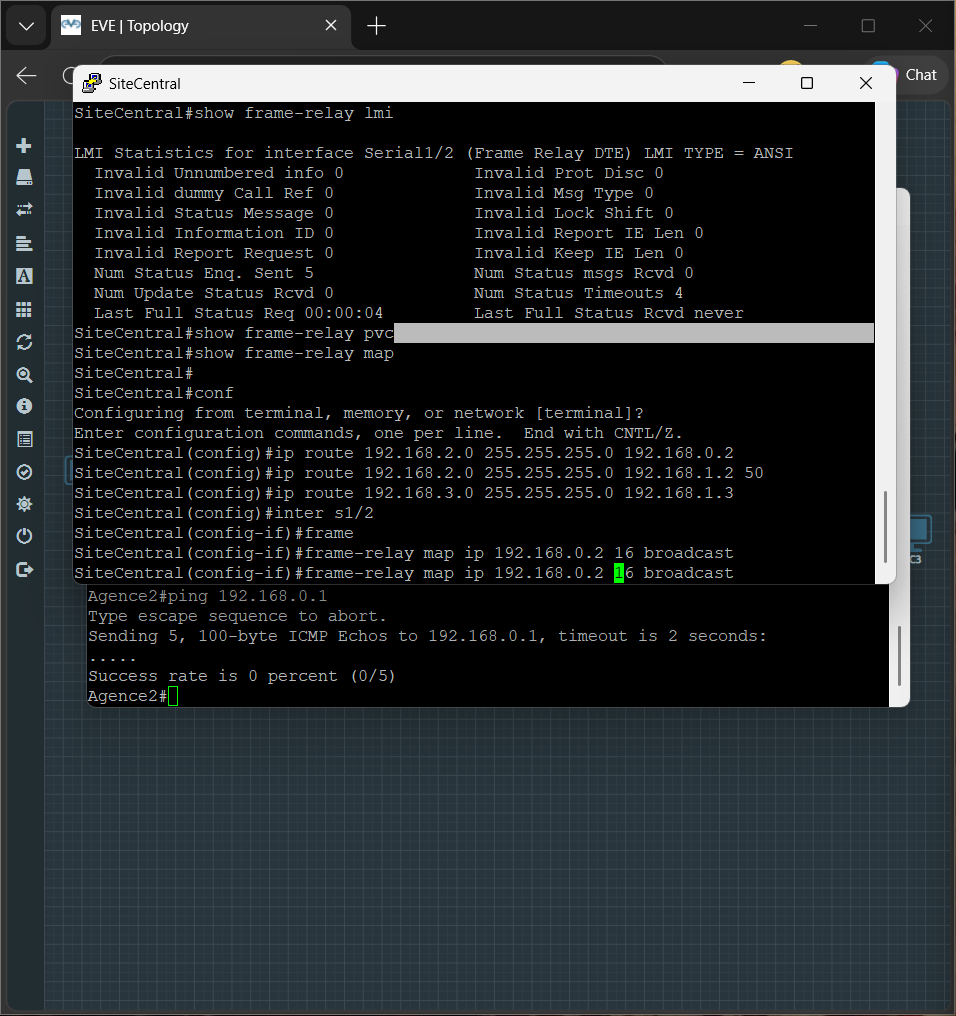 EVE | Topology
Chat
SiteCentral
SiteCentral#show frame-relay lmi
LMI Statistics for interface Serial1/2 (Frame Relay DTE) LMI TYPE = ANSI
Invalid Unnumbered info 0 Invalid Prot Disc 0
Invalid dummy Call Ref 0 Invalid Msg Type 0
Invalid Status Message 0 Invalid Lock Shift 0
Invalid Information ID 0 Invalid Report IE Len 0
Invalid Report Request 0 Invalid Keep IE Len 0
Num Status Enq. Sent 5 Num Status msgs Rcvd 0
Num Update Status Rcvd 0 Num Status Timeouts 4
Last Full Status Req 00:00:04 Last Full Status Rcvd never
SiteCentral#show frame-relay pvc
SiteCentral#show frame-relay map
SiteCentral#
SiteCentral#conf
Configuring from terminal, memory, or network [terminal]?
Enter configuration commands, one per line. End with CNTL/Z.
SiteCentral(config)#ip route 192.168.2.0 255.255.255.0 192.168.0.2
SiteCentral(config)#ip route 192.168.2.0 255.255.255.0 192.168.1.2 50
SiteCentral(config)#ip route 192.168.3.0 255.255.255.0 192.168.1.3
SiteCentral(config)#inter s1/2
SiteCentral(config-if)#frame
SiteCentral(config-if)#frame-relay map ip 192.168.0.2 16 broadcast
SiteCentral(config-if)#frame-relay map ip 192.168.0.2 16 broadcast
Agence2#ping 192.168.0.1
Type escape sequence to abort.
Sending 5, 100-byte ICMP Echos to 192.168.0.1, timeout is 2 seconds:
.....
Success rate is 0 percent (0/5)
Agence2#